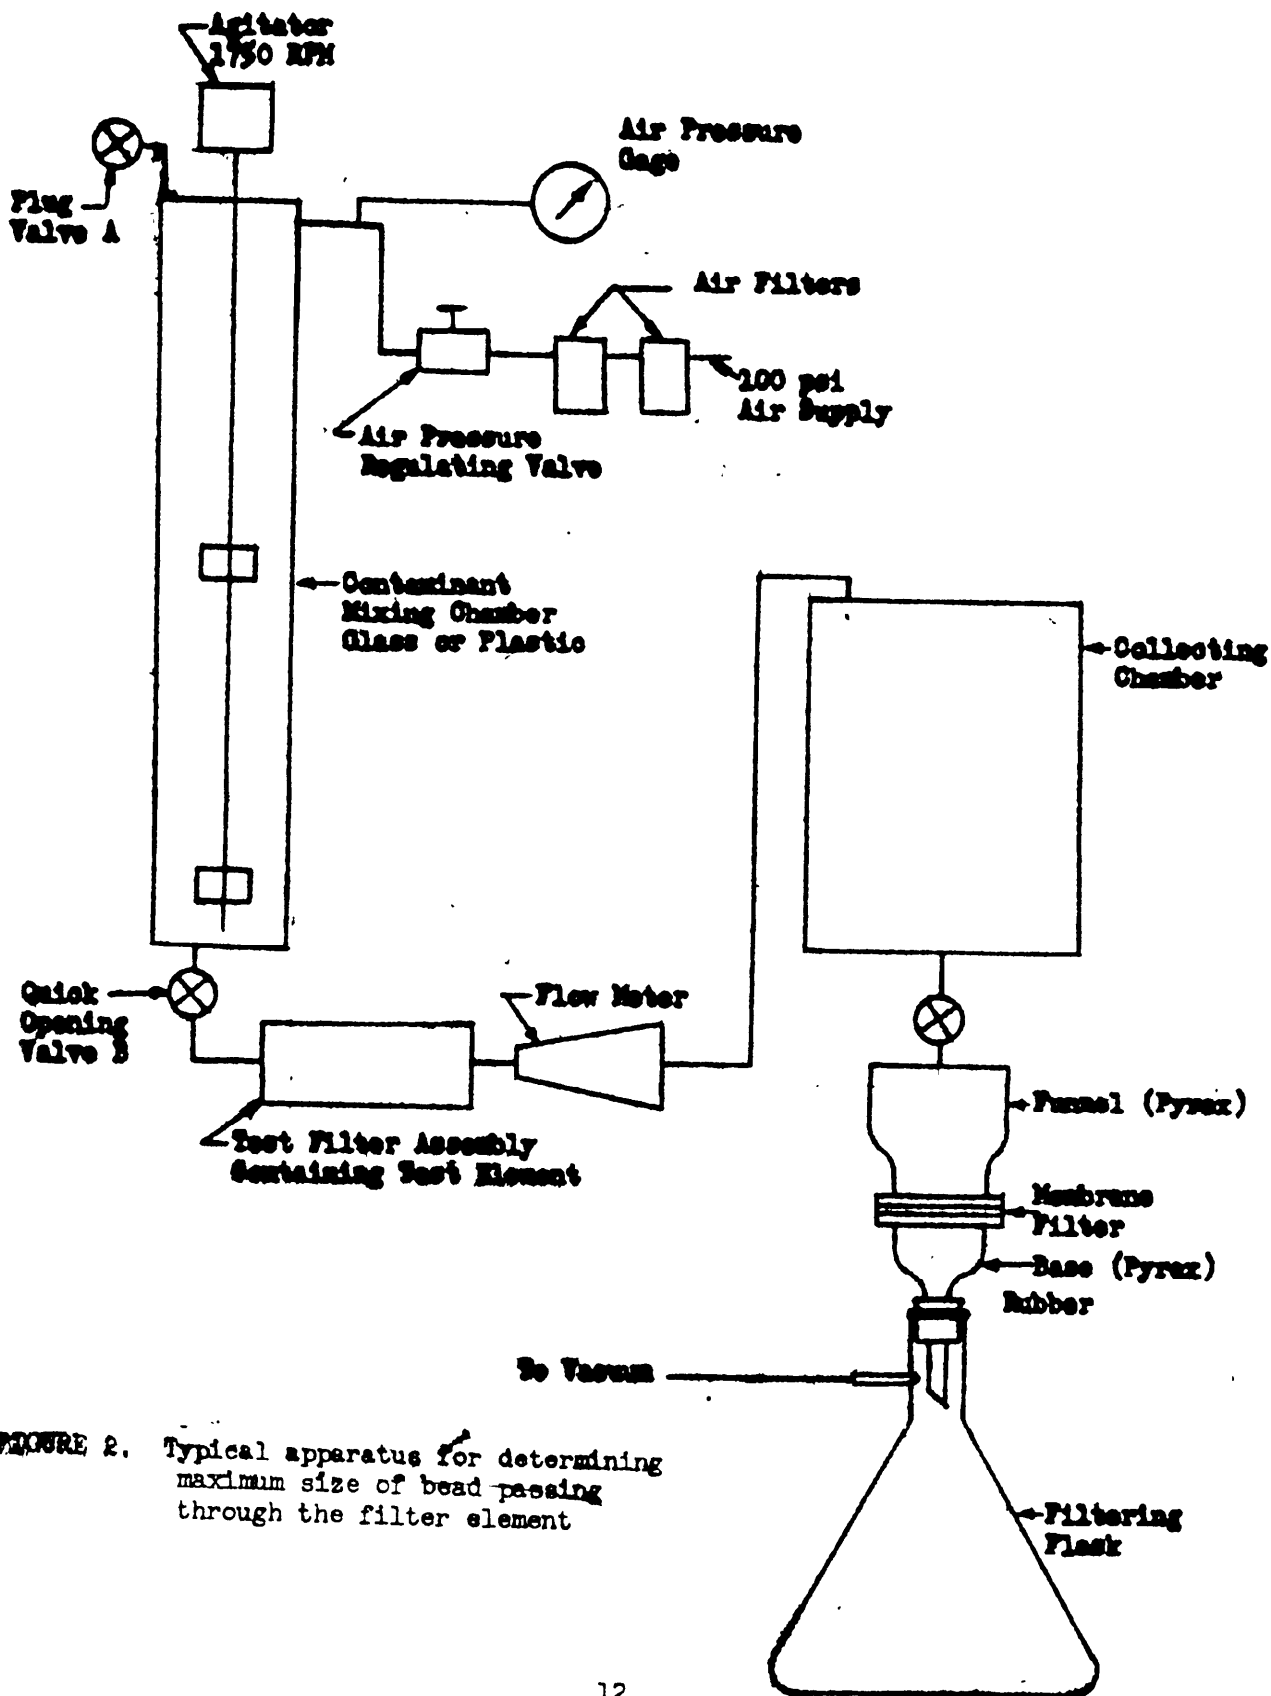 Agitator
1750 RPM
Air Pressure
Gage
Plug
Valve A
Air Filters
100 psi
Air Supply
Air Pressure
Regulating Valve
Contaminant
Mixing Chamber
Glass or Plastic
Collecting
Chamber
Quick
Opening
Valve B
Flow Meter
Test Filter Assembly
Containing Test Element
Funnel (Pyrex)
Membrane
Filter
Base (Pyrex)
Rubber
To Vacuum
FIGURE 2. Typical apparatus for determining
maximum size of bead passing
through the filter element
Filtering
Flask
12